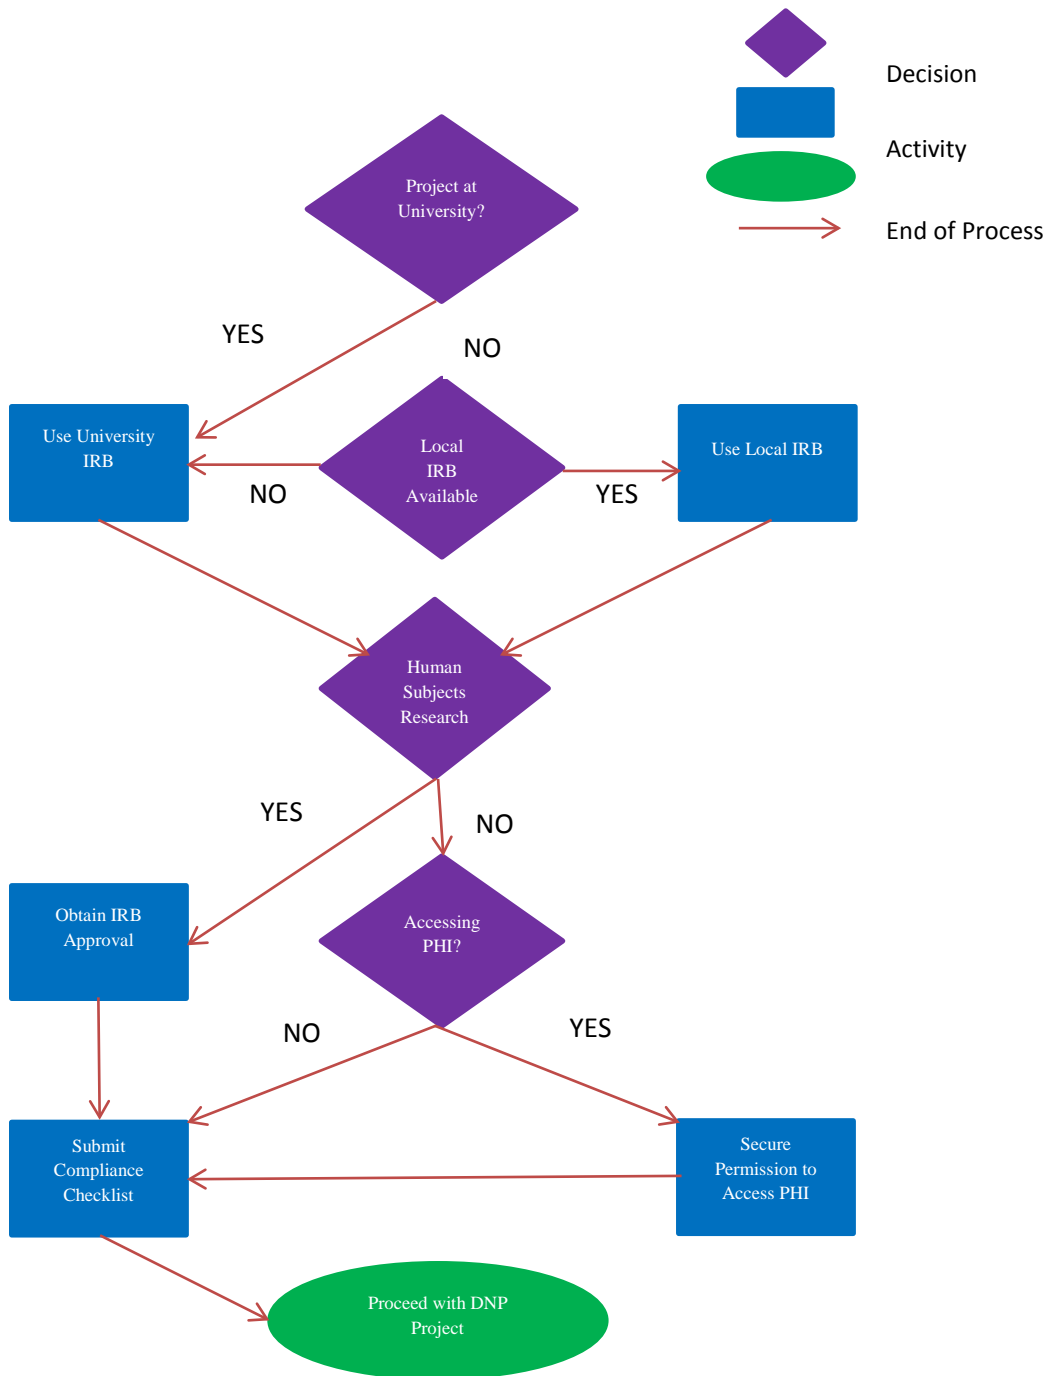 Decision
Activity
End of Process
Project at
University?
YES
NO
Use University
IRB
Local
IRB
Available
Use Local IRB
NO
YES
Human
Subjects
Research
YES
NO
Obtain IRB
Approval
Accessing
PHI?
NO
YES
Submit
Compliance
Checklist
Secure
Permission to
Access PHI
Proceed with DNP
Project